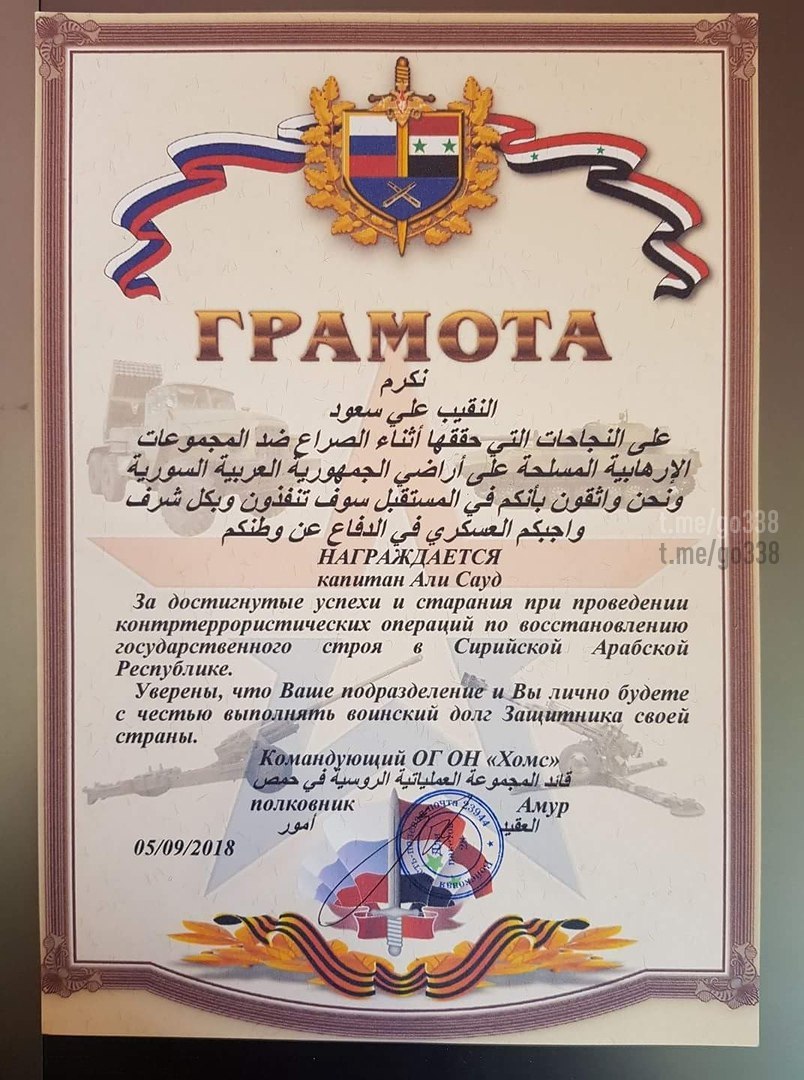 ГРАМОТА
نكرم
النقيب علي سعود
على النجاحات التي حققها أثناء الصراع ضد المجموعات
الإرهابية المسلحة على أراضي الجمهورية العربية السورية
ونحن واثقون بأنكم في المستقبل سوف تنفذون وبكل شرف
واجبكم العسكري في الدفاع عن وطنكم
t.me/go338
t.me/go338
НАГРАЖДАЕТСЯ
капитан Али Сауд
За достигнутые успехи и старания при проведении
контртеррористических операций по восстановлению
государственного строя в Сирийской Арабской
Республике.
Уверены, что Ваше подразделение и Вы лично будете
с честью выполнять воинский долг Защитника своей
страны.
Командующий ОГ ОН «Хомс»
قائد المجموعة العملياتية الروسية في حمص
полковник Амур
العقيد أمور
05/09/2018
почта 23944